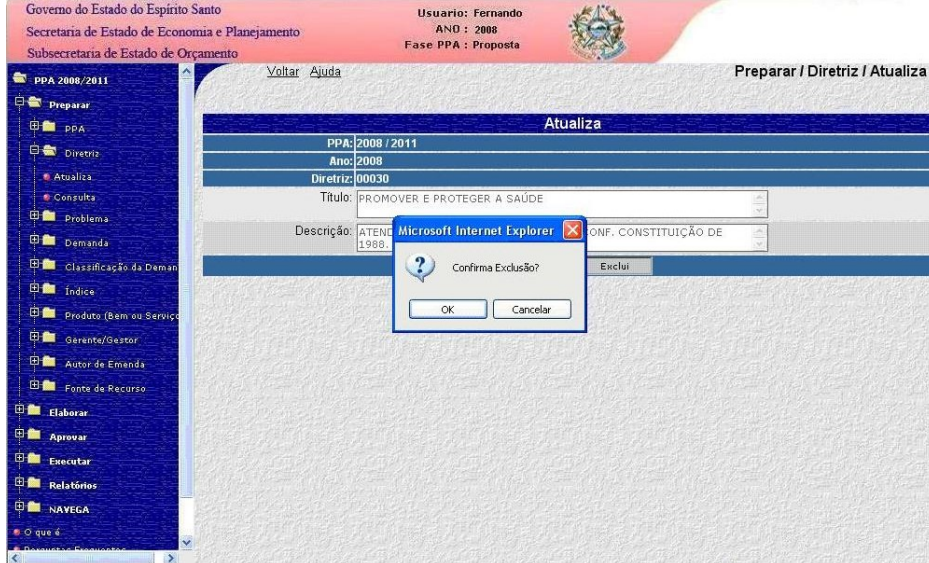 Governo do Estado do Espírito Santo
Secretaria de Estado de Economia e Planejamento
Subsecretaria de Estado de Orçamento
Usuario: Fernando
ANO : 2008
Fase PPA : Proposta
PPA 2008/2011
Preparar
PPA
Diretriz
Atualiza
Consulta
Problema
Demanda
Classificação da Deman
Índice
Produto (Bem ou Serviço
Gerente/Gestor
Autor de Emenda
Fonte de Recurso
Elaborar
Aprovar
Executar
Relatórios
NAVEGA
O que é
Perguntas Frequentes
Voltar Ajuda
Preparar / Diretriz / Atualiza
Atualiza
PPA: 2008 / 2011
Ano: 2008
Diretriz: 00030
Título: PROMOVER E PROTEGER A SAÚDE
Descrição: ATEND CONF. CONSTITUIÇÃO DE
1988.
Exclui
Microsoft Internet Explorer
Confirma Exclusão?
OK Cancelar